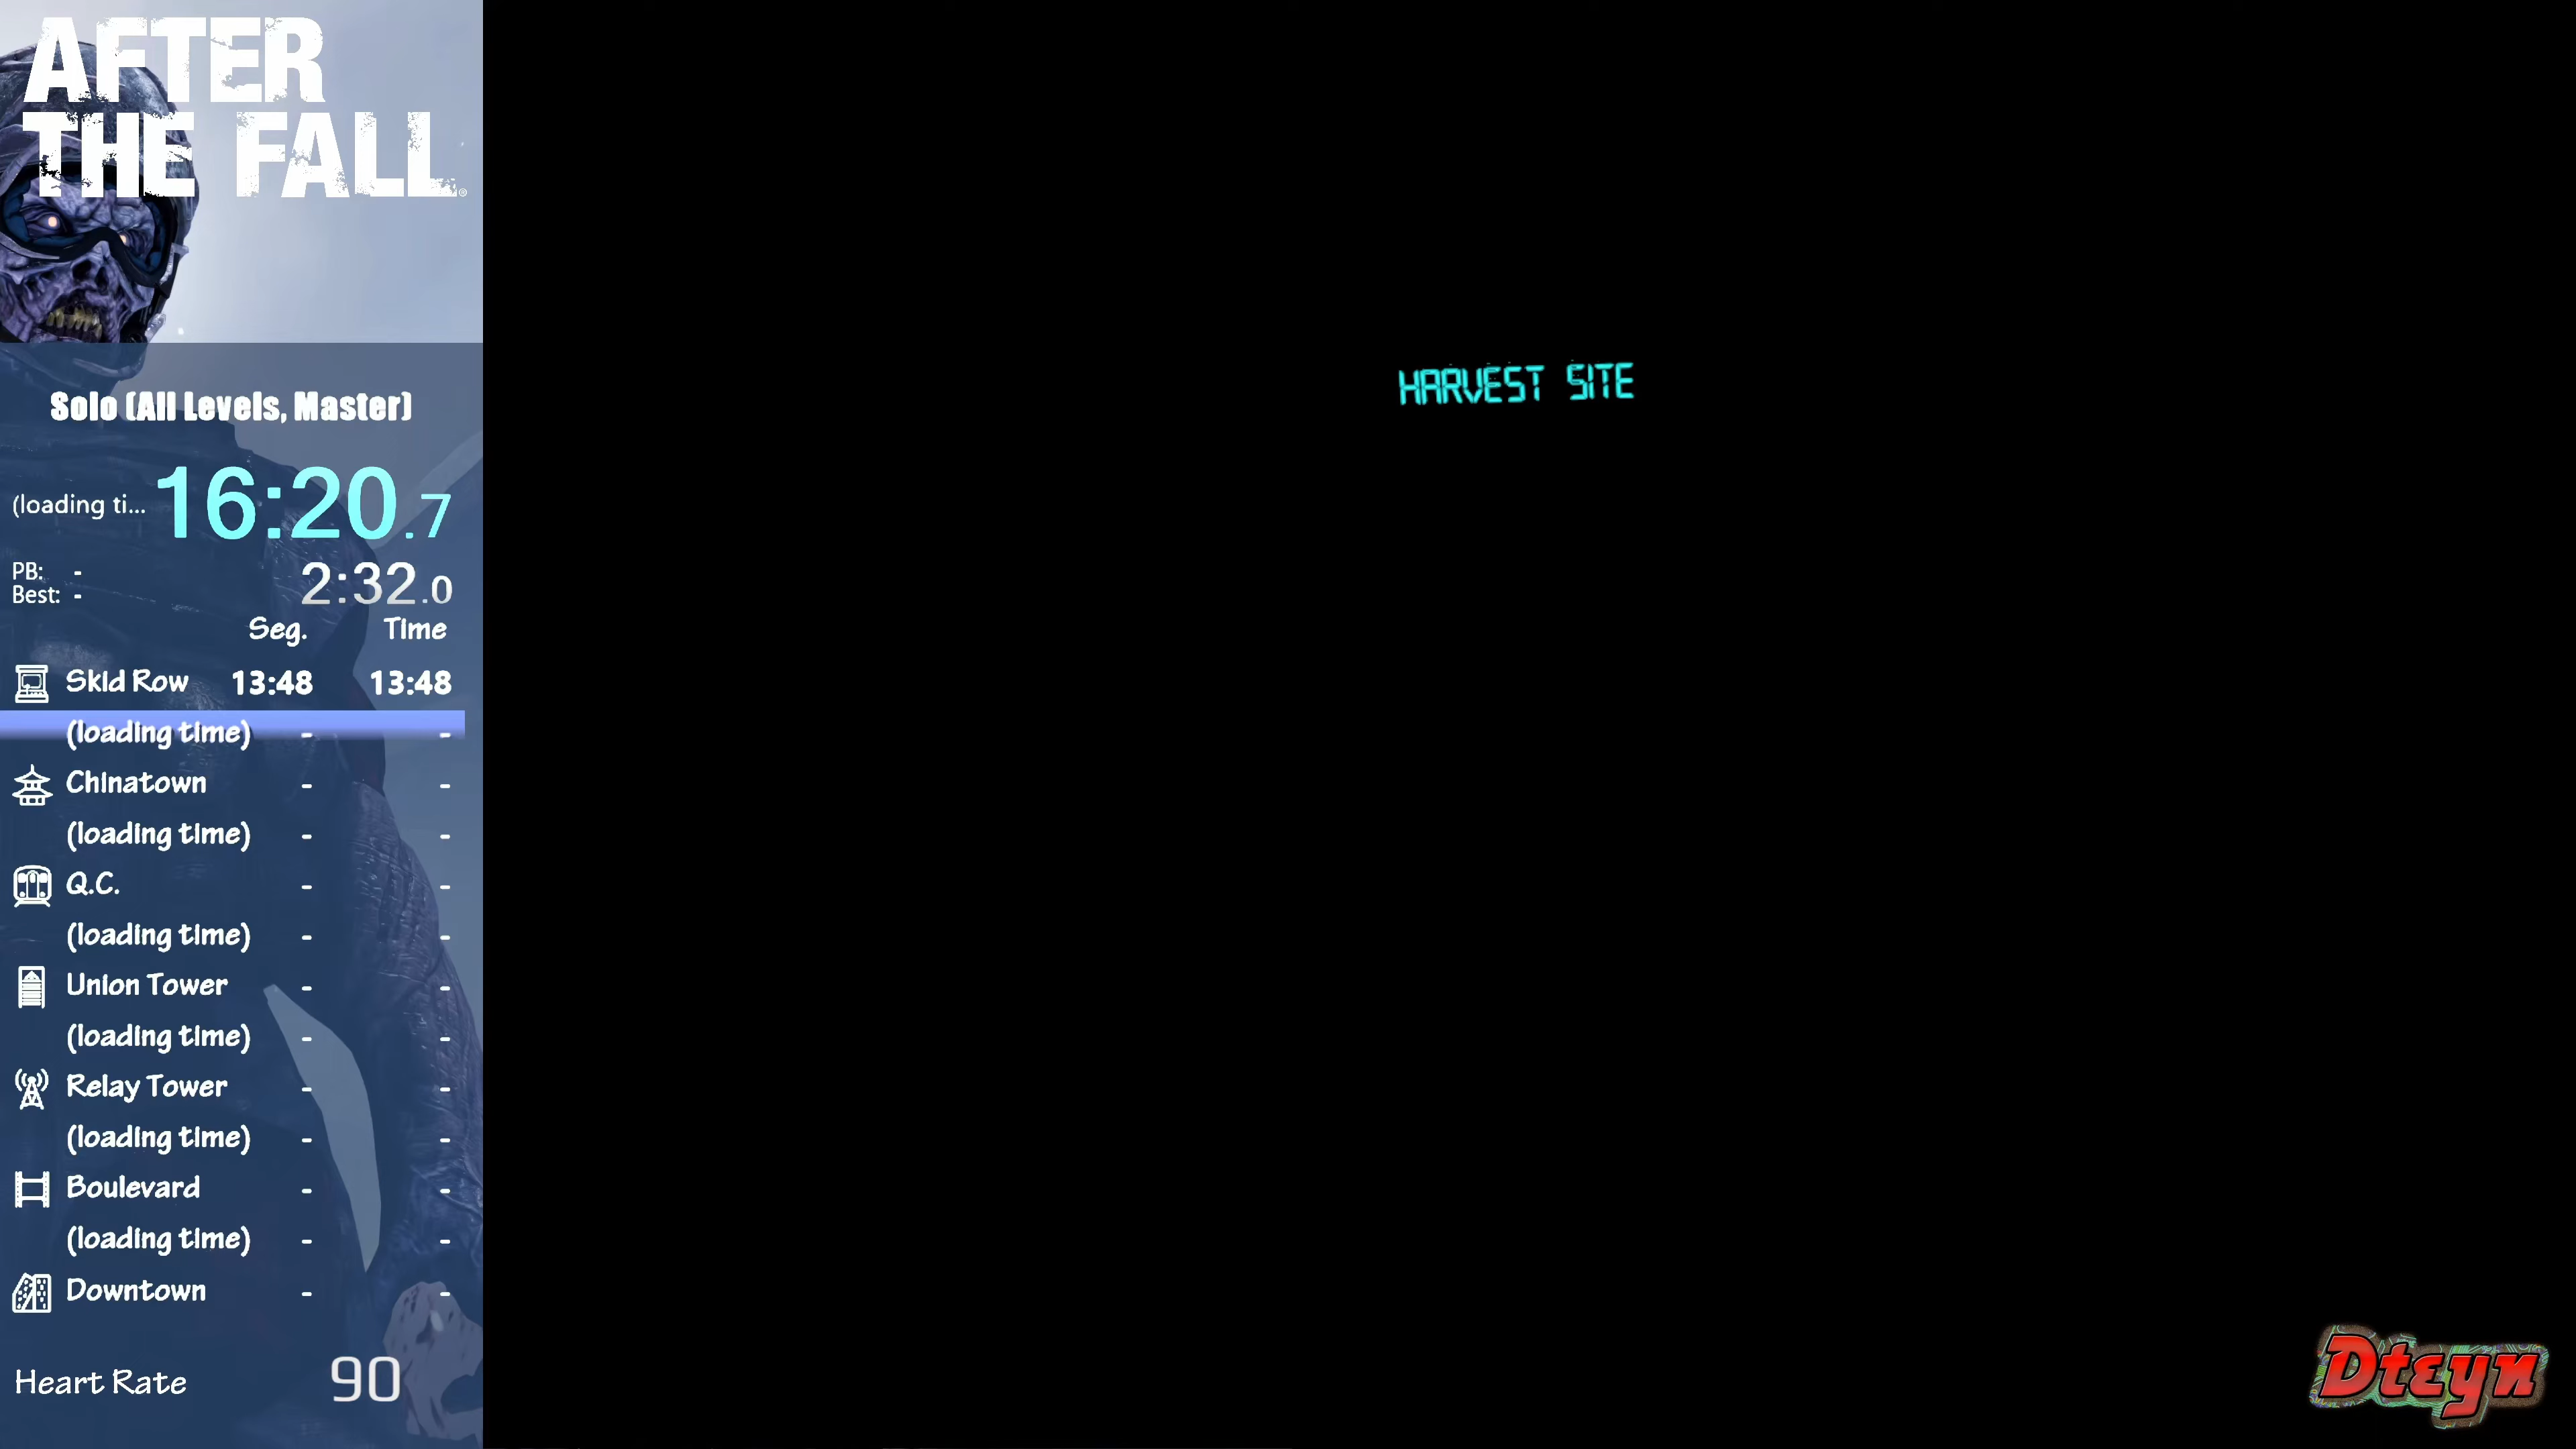 AFTER
THE FALL®
Solo (All Levels, Master)
(loading ti... 16:20.7
PB: -
Best: - 2:32.0
Seg. Time
Skid Row 13:48 13:48
(loading time) - -
Chinatown - -
(loading time) - -
Q.C. - -
(loading time) - -
Union Tower - -
(loading time) - -
Relay Tower - -
(loading time) - -
Boulevard - -
(loading time) - -
Downtown - -
Heart Rate 90
HARVEST SITE
Dtεyn